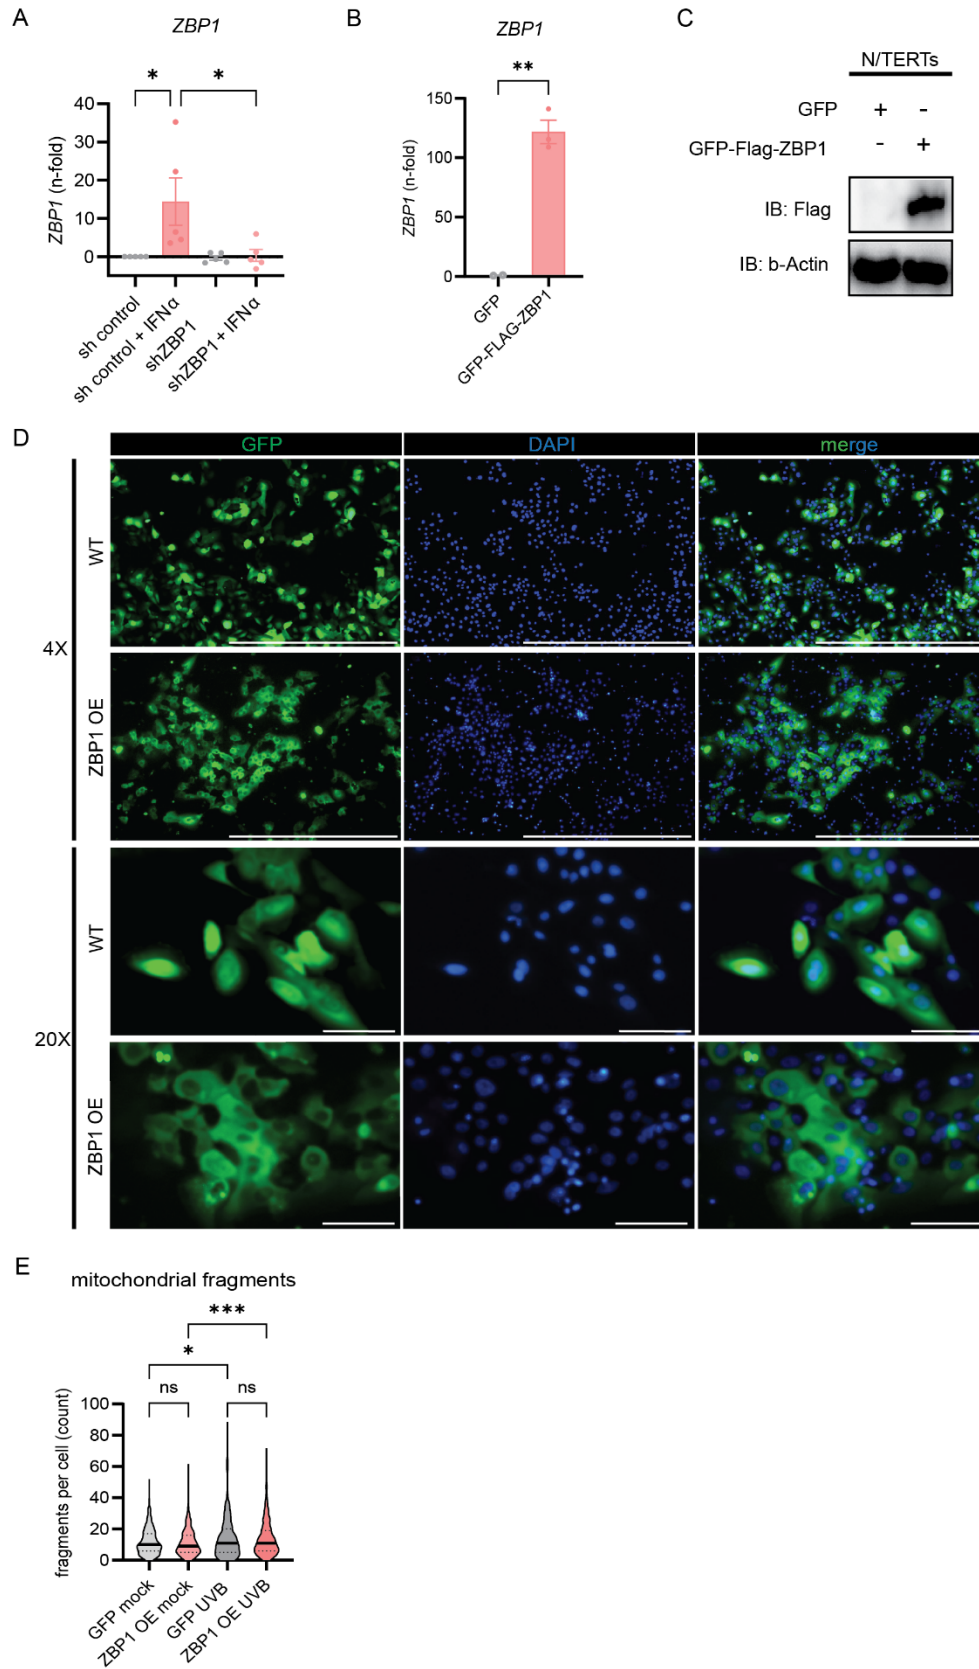 A
ZBP1
*
*
ZBP1 (n-fold)
40
30
20
10
0
sh control
sh control + IFNα
shZBP1
shZBP1 + IFNα
B
ZBP1
**
ZBP1 (n-fold)
150
100
50
0
GFP
GFP-FLAG-ZBP1
C
N/TERTs
GFP + -
GFP-Flag-ZBP1 - +
IB: Flag
IB: b-Actin
D
GFP
DAPI
merge
4X
WT
ZBP1 OE
20X
WT
ZBP1 OE
E
mitochondrial fragments
***
*
ns
ns
fragments per cell (count)
100
80
60
40
20
0
GFP mock
ZBP1 OE mock
GFP UVB
ZBP1 OE UVB